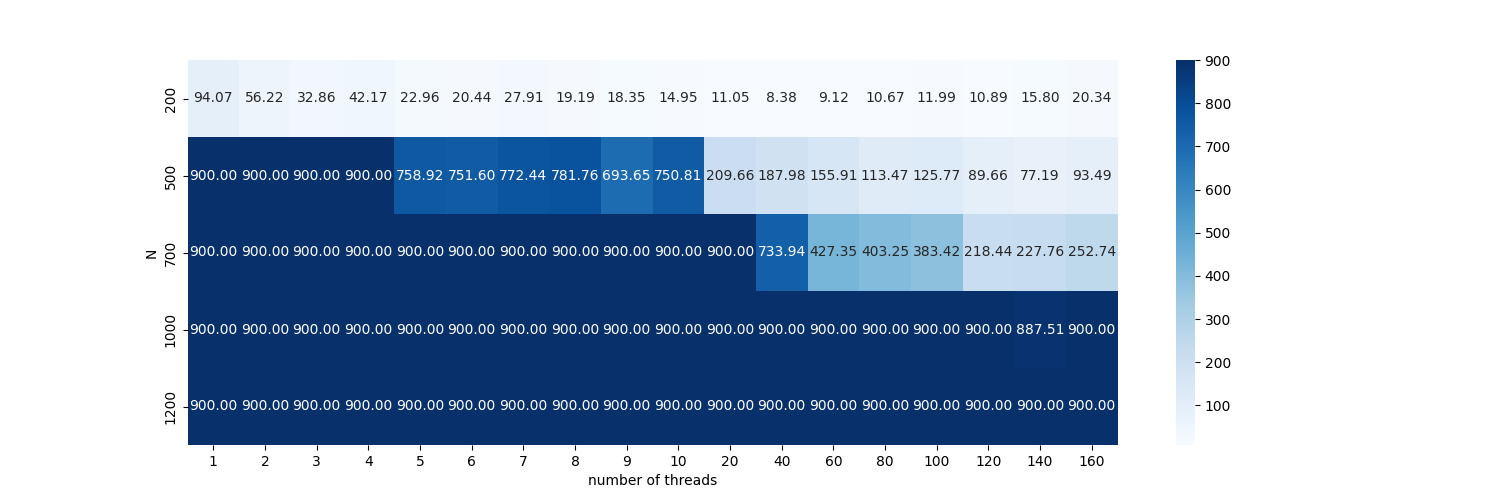 200 94.07 56.22 32.86 42.17 22.96 20.44 27.91 19.19 18.35 14.95 11.05 8.38 9.12 10.67 11.99 10.89 15.80 20.34
500 900.00 900.00 900.00 900.00 758.92 751.60 772.44 781.76 693.65 750.81 209.66 187.98 155.91 113.47 125.77 89.66 77.19 93.49
N
700 900.00 900.00 900.00 900.00 900.00 900.00 900.00 900.00 900.00 900.00 900.00 733.94 427.35 403.25 383.42 218.44 227.76 252.74
1000 900.00 900.00 900.00 900.00 900.00 900.00 900.00 900.00 900.00 900.00 900.00 900.00 900.00 900.00 900.00 900.00 887.51 900.00
1200 900.00 900.00 900.00 900.00 900.00 900.00 900.00 900.00 900.00 900.00 900.00 900.00 900.00 900.00 900.00 900.00 900.00 900.00
1 2 3 4 5 6 7 8 9 10 20 40 60 80 100 120 140 160
number of threads
900
800
700
600
500
400
300
200
100